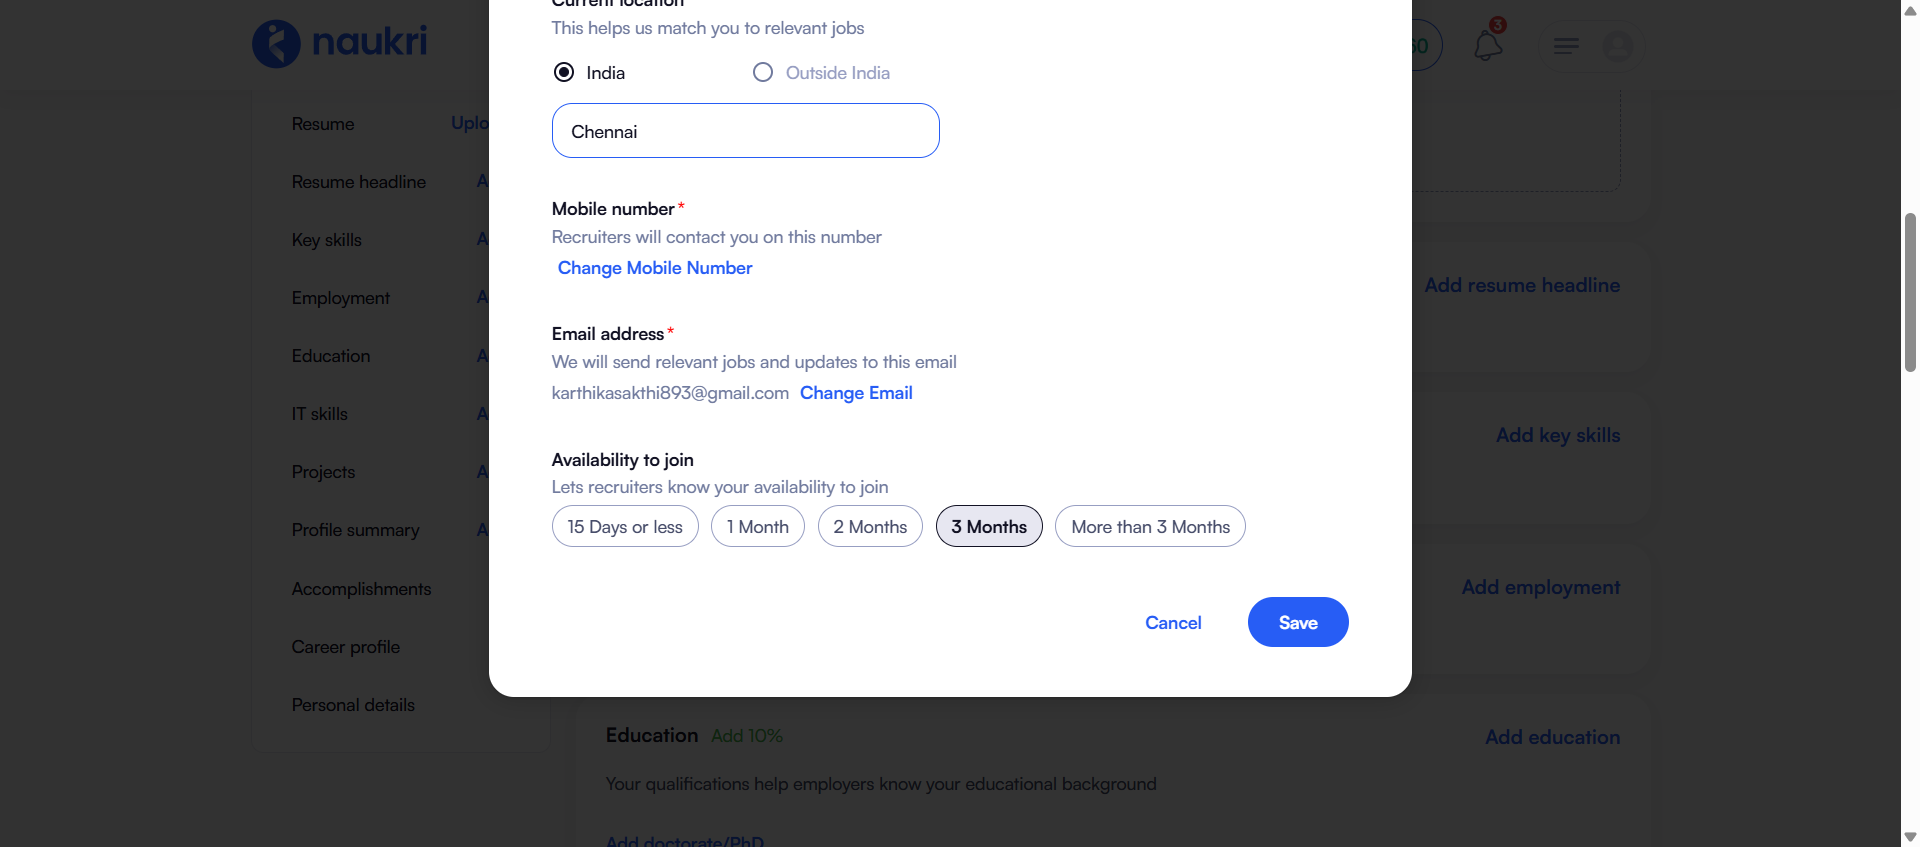 Current location
This helps us match you to relevant jobs
India
Outside India
Chennai
Mobile number*
Recruiters will contact you on this number
Change Mobile Number
Email address*
We will send relevant jobs and updates to this email
karthikasakthi893@gmail.com Change Email
Availability to join
Lets recruiters know your availability to join
15 Days or less
1 Month
2 Months
3 Months
More than 3 Months
Cancel
Save
naukri
3
Resume
Resume headline
Key skills
Employment
Education
IT skills
Projects
Profile summary
Accomplishments
Career profile
Personal details
Add resume headline
Add key skills
Add employment
Education Add 10%
Add education
Your qualifications help employers know your educational background
Add doctorate/PhD